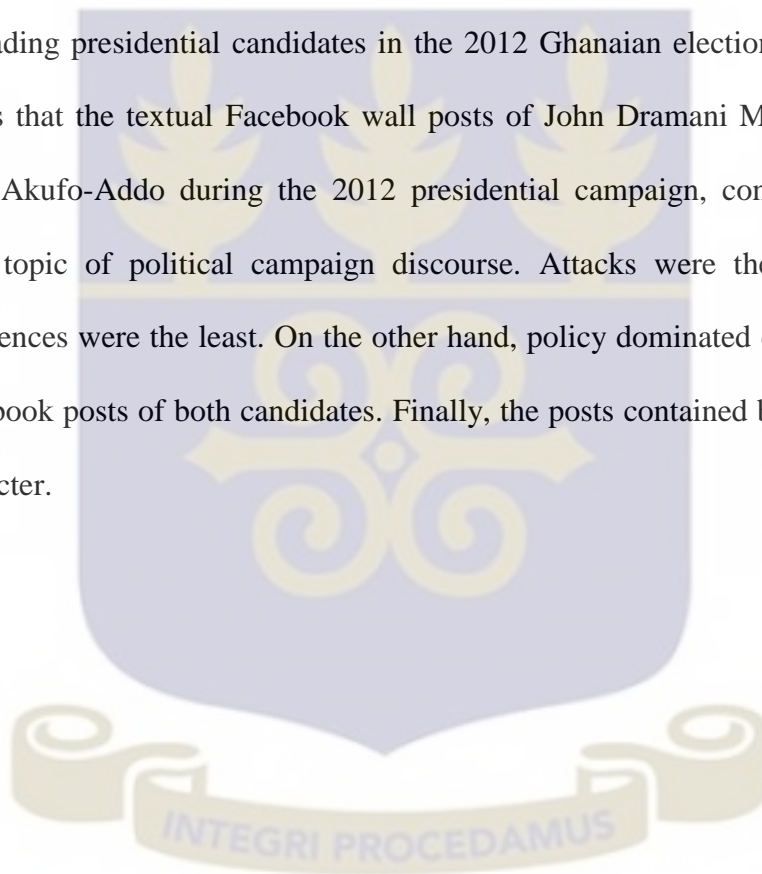 ading presidential candidates in the 2012 Ghanaian election
s that the textual Facebook wall posts of John Dramani M
Akufo-Addo during the 2012 presidential campaign, con
topic of political campaign discourse. Attacks were the
ences were the least. On the other hand, policy dominated
book posts of both candidates. Finally, the posts contained b
cter.
INTEGRI PROCEDAMUS